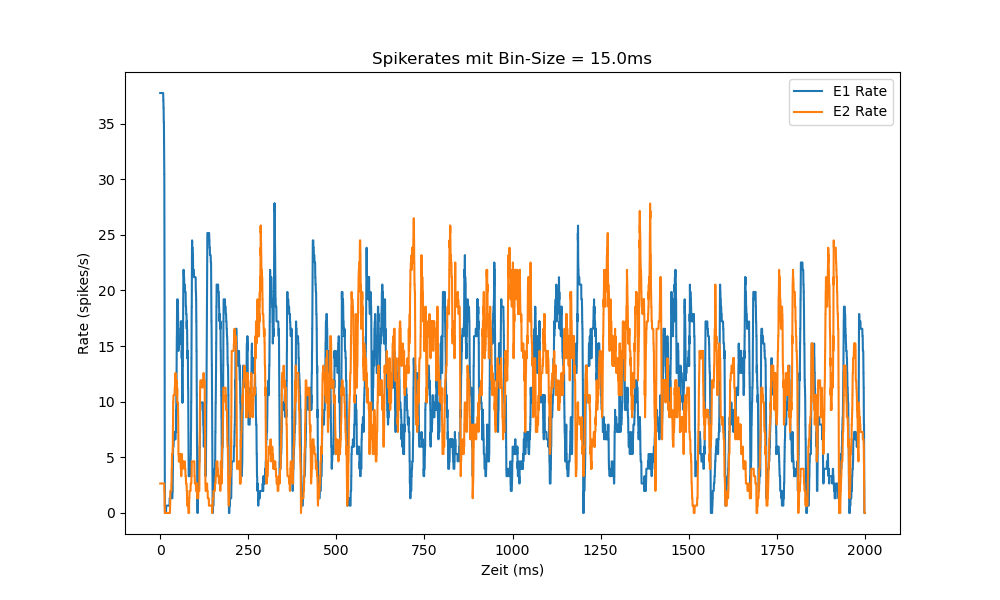 Spikerates mit Bin-Size = 15.0ms
E1 Rate
E2 Rate
Rate (spikes/s)
35
30
25
20
15
10
5
0
0 250 500 750 1000 1250 1500 1750 2000
Zeit (ms)